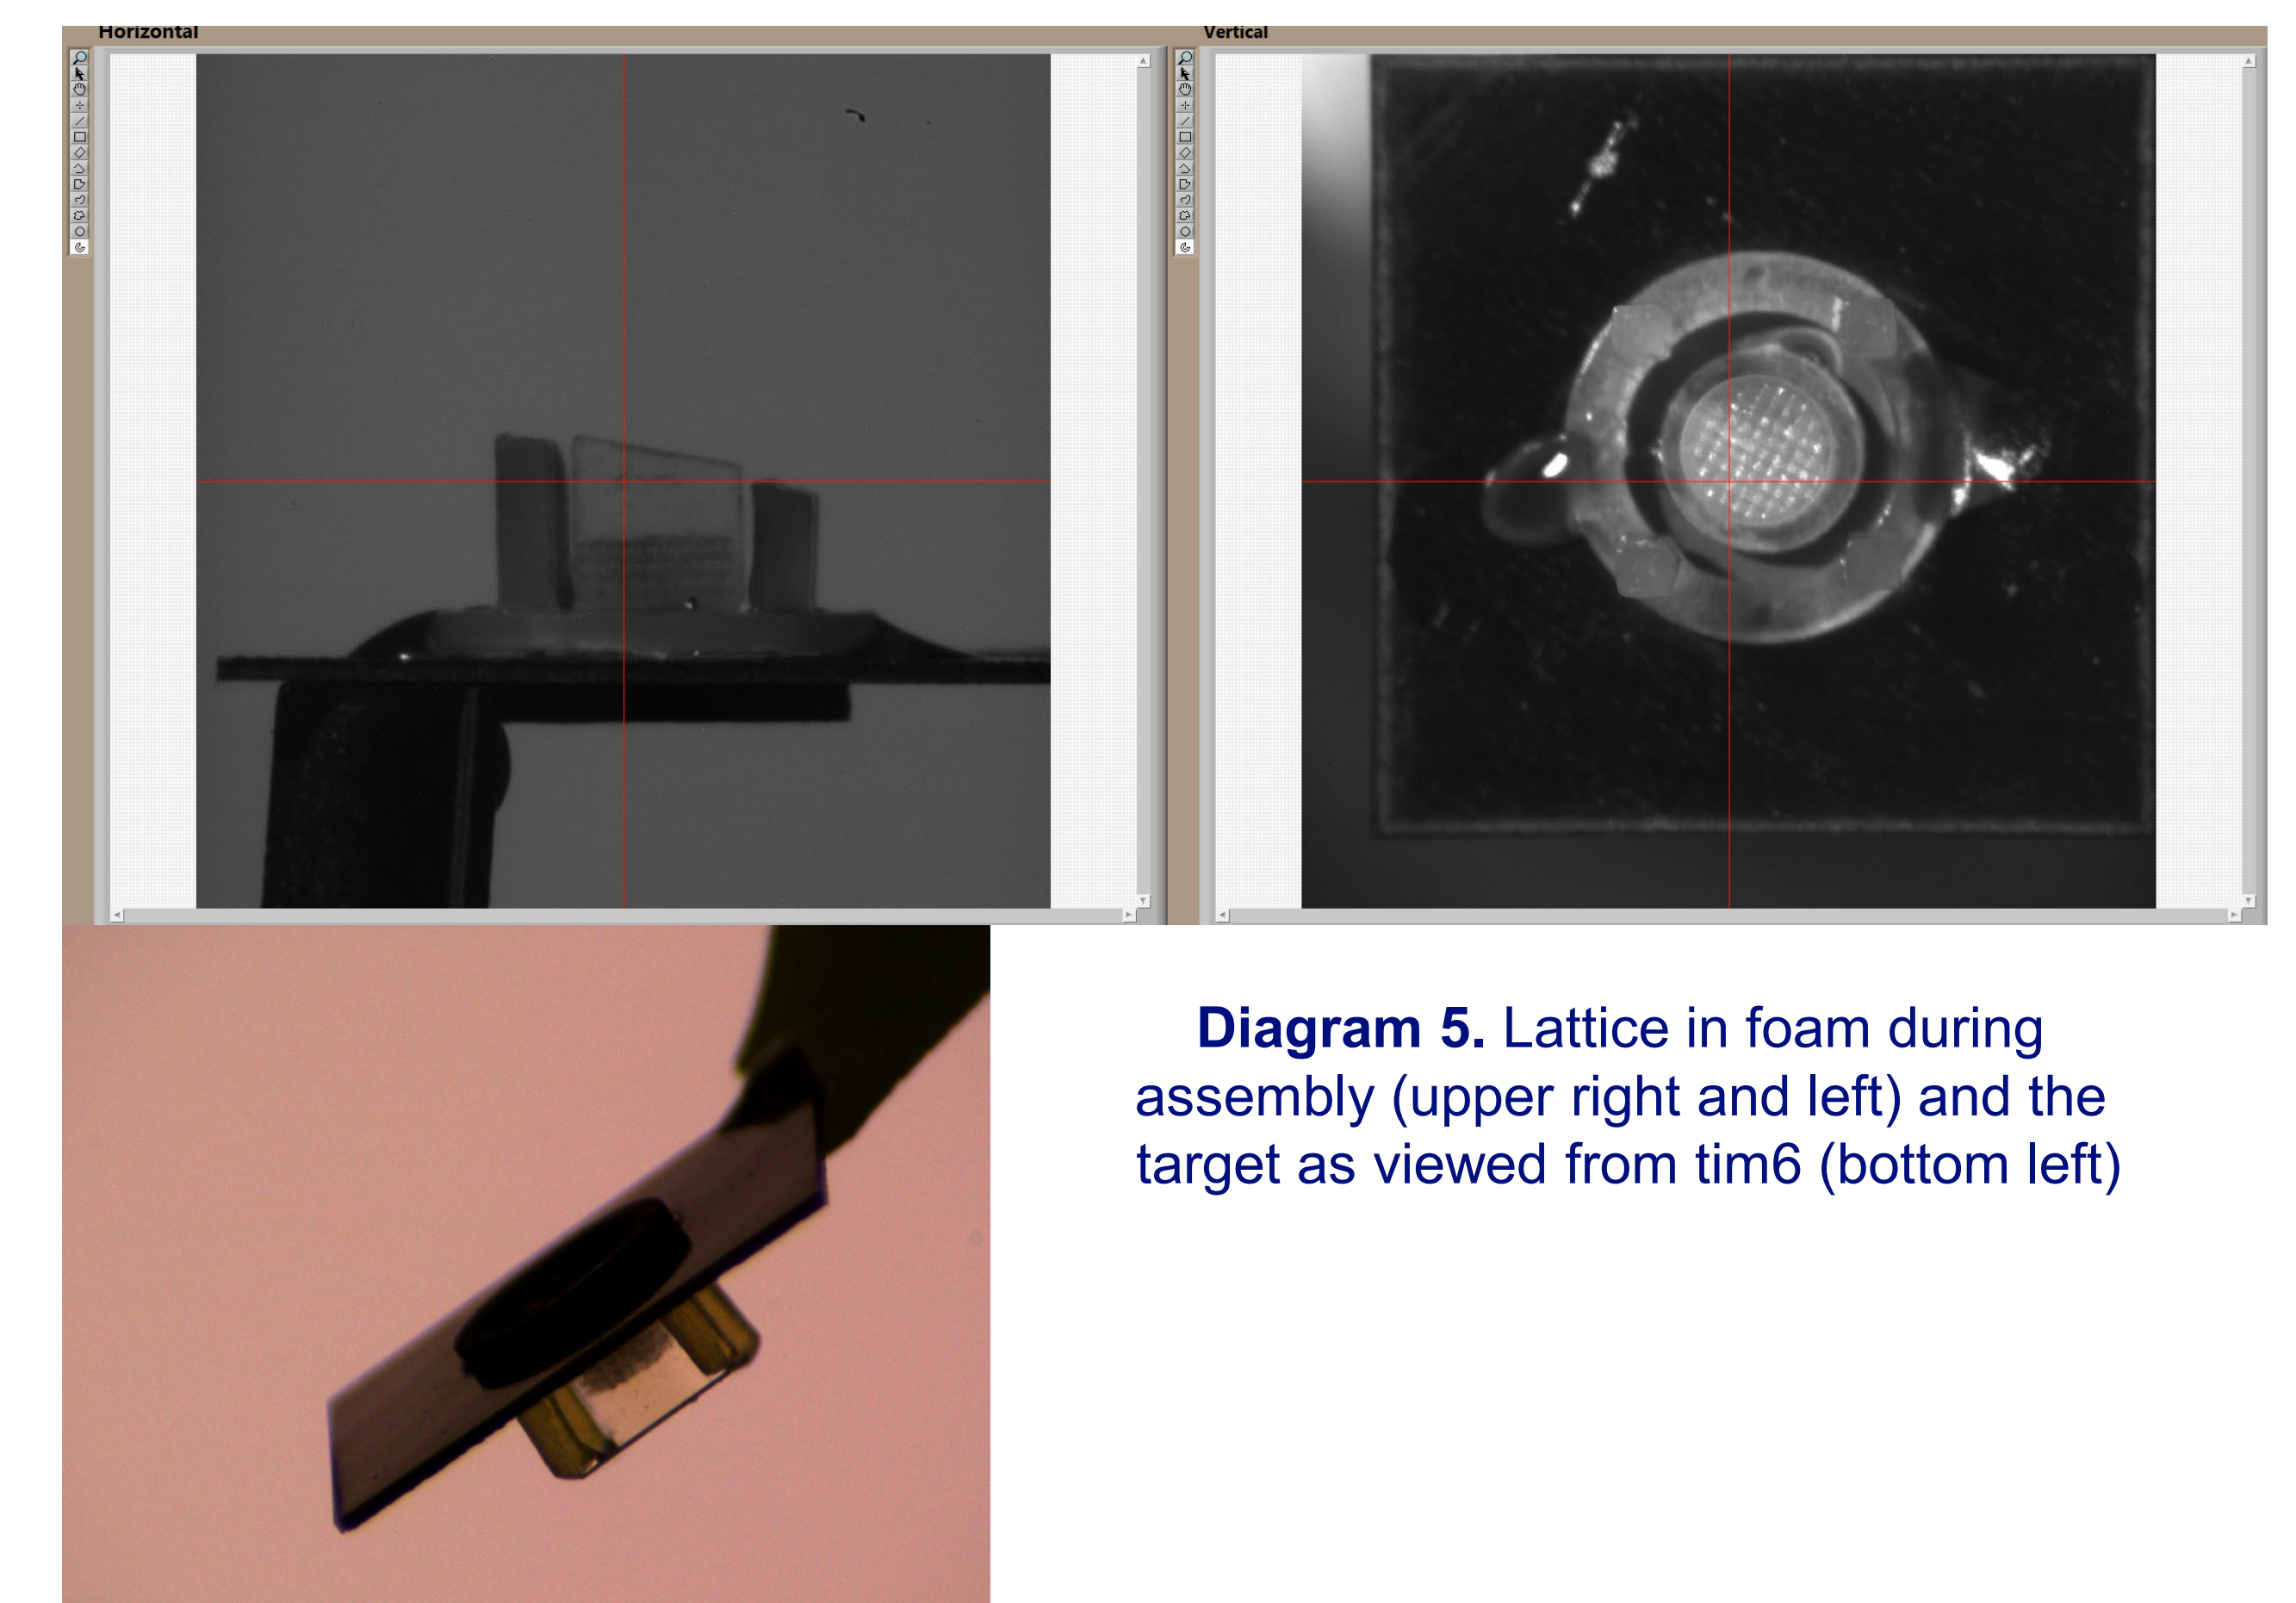 Horizontal
Vertical
Diagram 5. Lattice in foam during
assembly (upper right and left) and the
target as viewed from tim6 (bottom left)